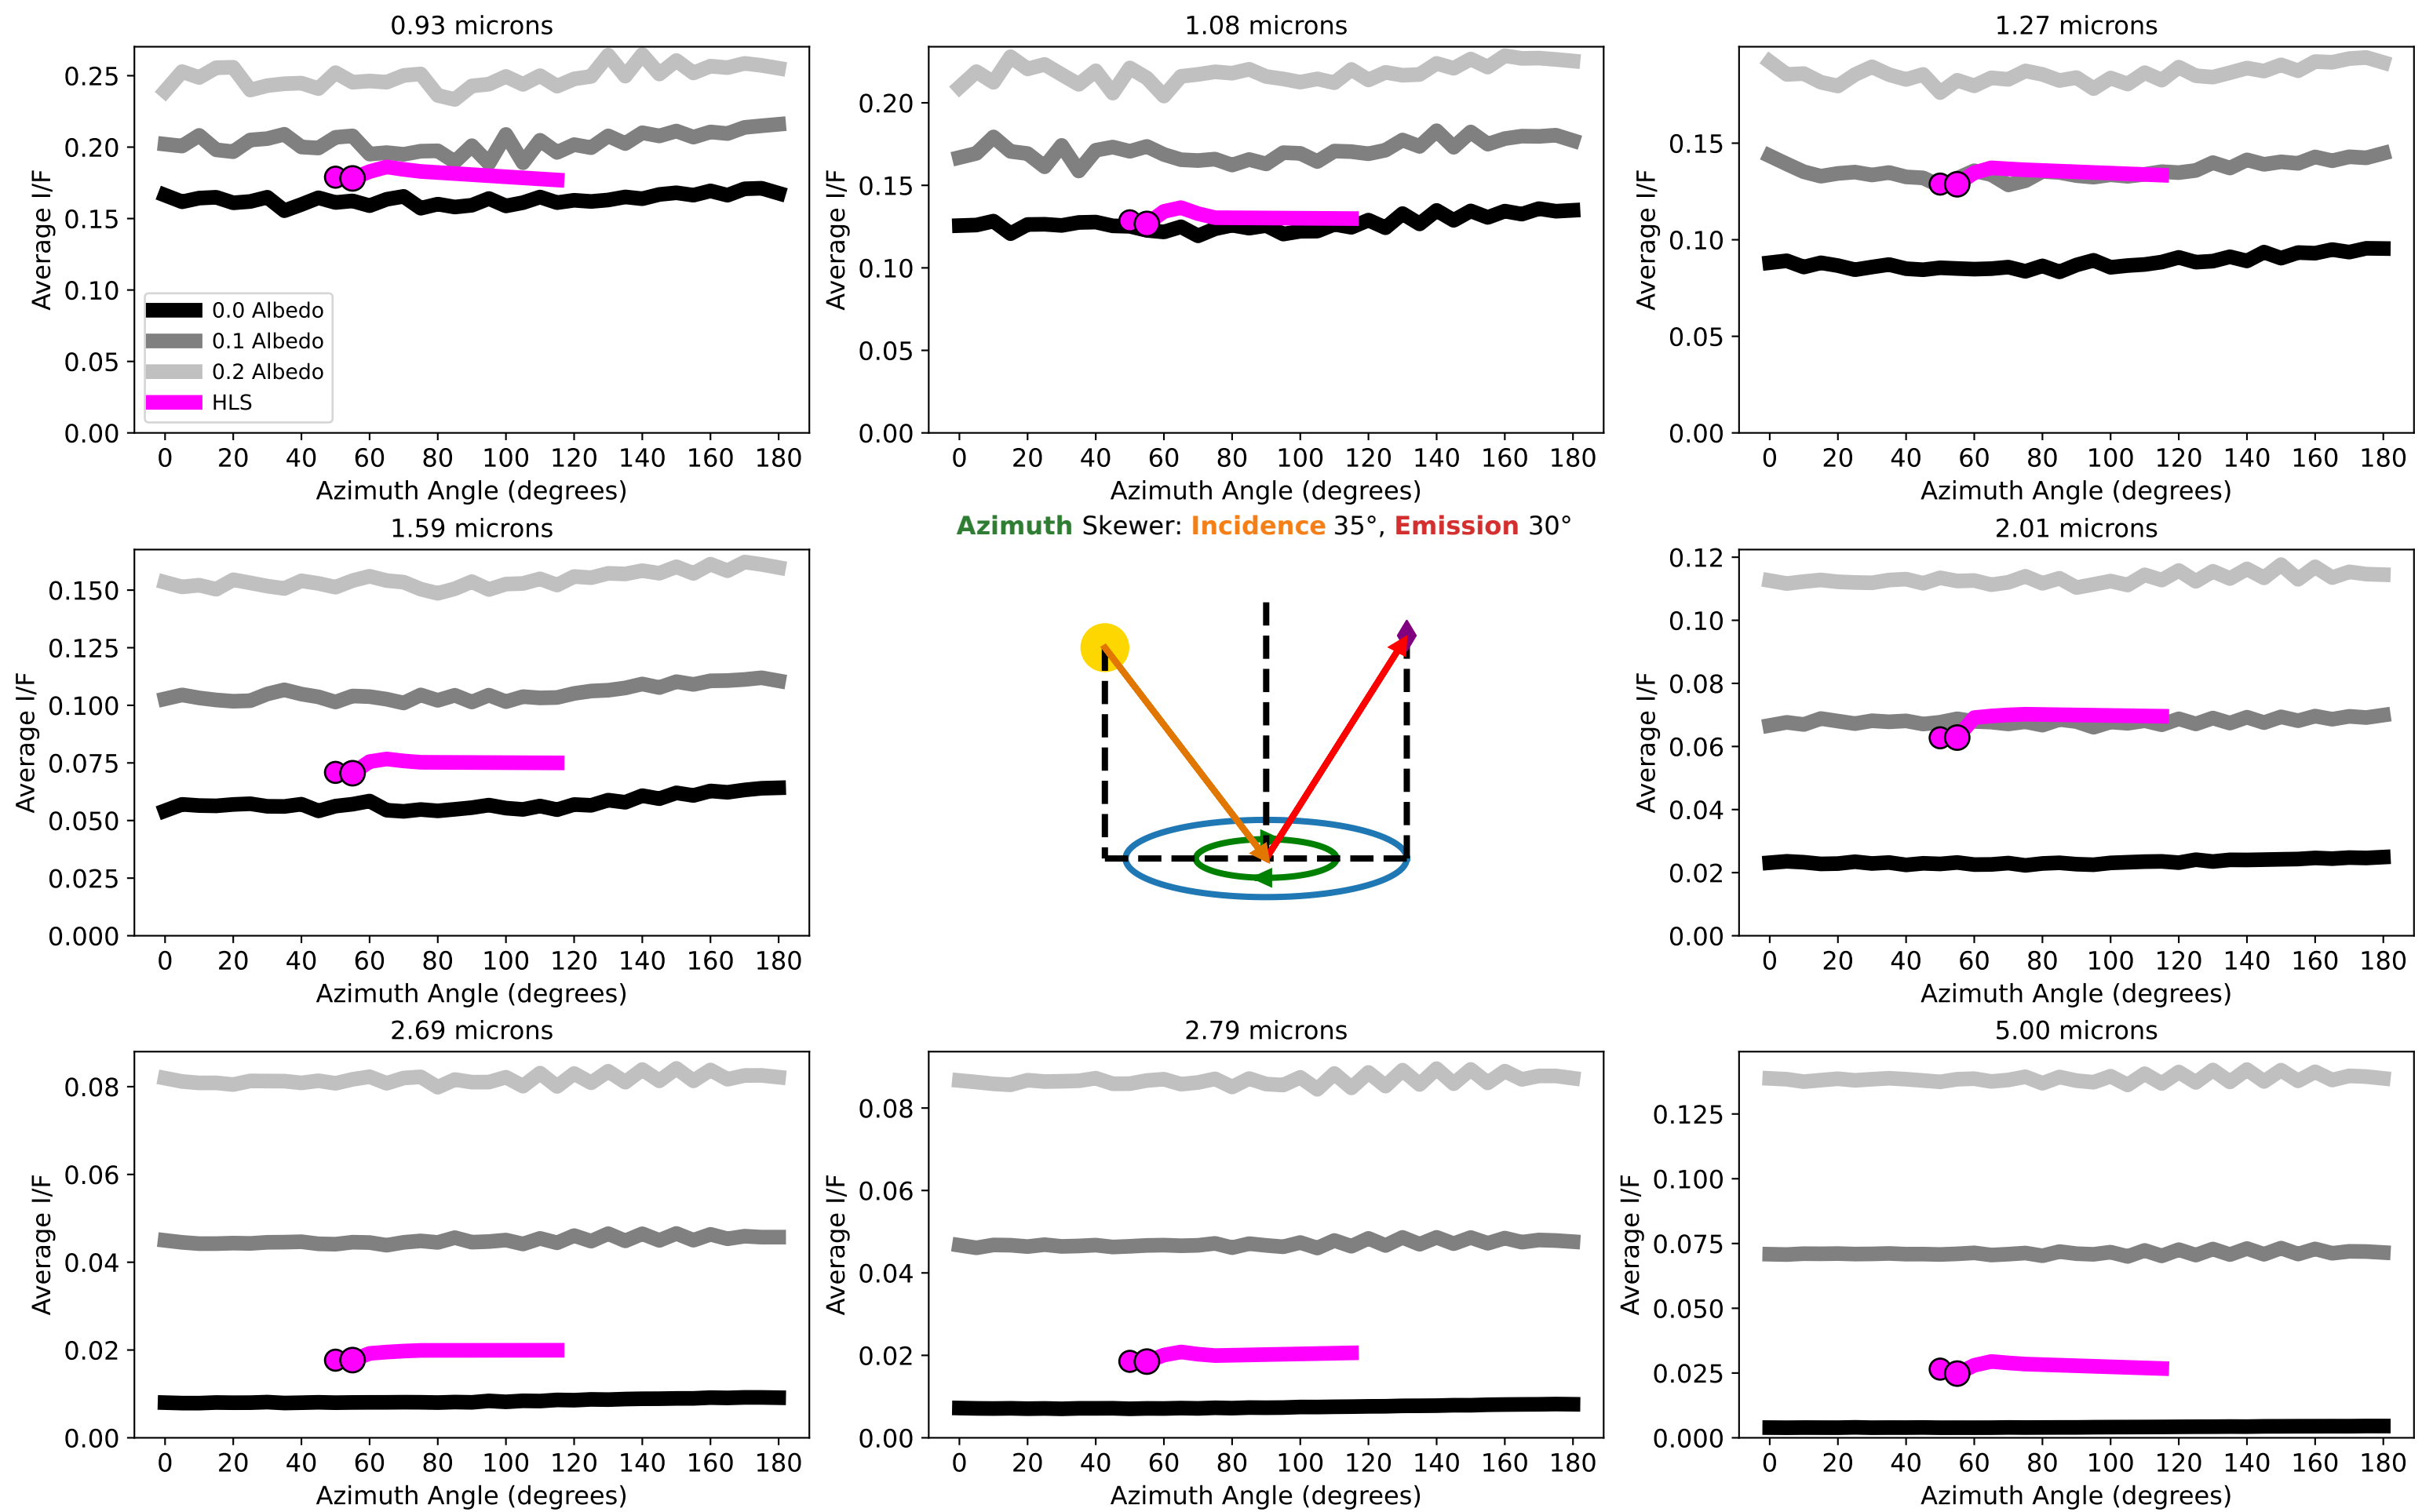 0.93 microns
0.25
0.20
0.15
0.10
0.05
0.00
Average I/F
0.0 Albedo
0.1 Albedo
0.2 Albedo
HLS
0 20 40 60 80 100 120 140 160 180
Azimuth Angle (degrees)
1.08 microns
0.20
0.15
0.10
0.05
0.00
Average I/F
0 20 40 60 80 100 120 140 160 180
Azimuth Angle (degrees)
1.27 microns
0.15
0.10
0.05
0.00
Average I/F
0 20 40 60 80 100 120 140 160 180
Azimuth Angle (degrees)
1.59 microns
0.150
0.125
0.100
0.075
0.050
0.025
0.000
Average I/F
0 20 40 60 80 100 120 140 160 180
Azimuth Angle (degrees)
Azimuth Skewer: Incidence 35°, Emission 30°
2.01 microns
0.12
0.10
0.08
0.06
0.04
0.02
0.00
Average I/F
0 20 40 60 80 100 120 140 160 180
Azimuth Angle (degrees)
2.69 microns
0.08
0.06
0.04
0.02
0.00
Average I/F
0 20 40 60 80 100 120 140 160 180
Azimuth Angle (degrees)
2.79 microns
0.08
0.06
0.04
0.02
0.00
Average I/F
0 20 40 60 80 100 120 140 160 180
Azimuth Angle (degrees)
5.00 microns
0.125
0.100
0.075
0.050
0.025
0.000
Average I/F
0 20 40 60 80 100 120 140 160 180
Azimuth Angle (degrees)